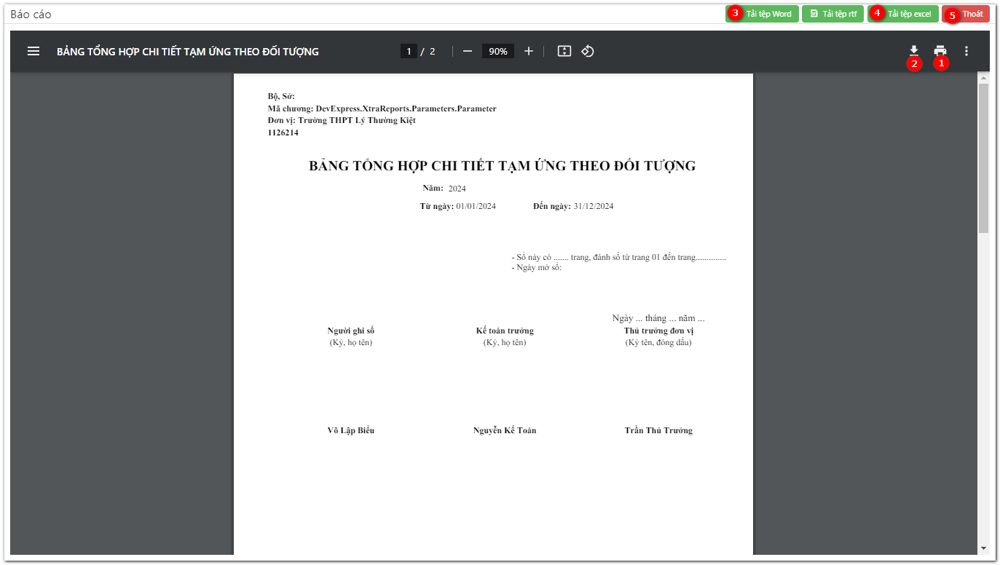 Báo cáo
3 Tải tệp Word
Tải tệp rtf
4 Tải tệp excel
5 Thoát
BẢNG TỔNG HỢP CHI TIẾT TẠM ỨNG THEO ĐỐI TƯỢNG
1 / 2
90%
2
1
Bộ, Sở:
Mã chương: DevExpress.XtraReports.Parameters.Parameter
Đơn vị: Trường THPT Lý Thường Kiệt
1126214
BẢNG TỔNG HỢP CHI TIẾT TẠM ỨNG THEO ĐỐI TƯỢNG
Năm: 2024
Từ ngày: 01/01/2024 Đến ngày: 31/12/2024
- Sổ này có ....... trang, đánh số từ trang 01 đến trang..............
- Ngày mở sổ:
Ngày ... tháng ... năm ...
Người ghi sổ Kế toán trưởng Thủ trưởng đơn vị
(Ký, họ tên) (Ký, họ tên) (Ký tên, đóng dấu)
Võ Lập Biểu Nguyễn Kế Toán Trần Thủ Trưởng